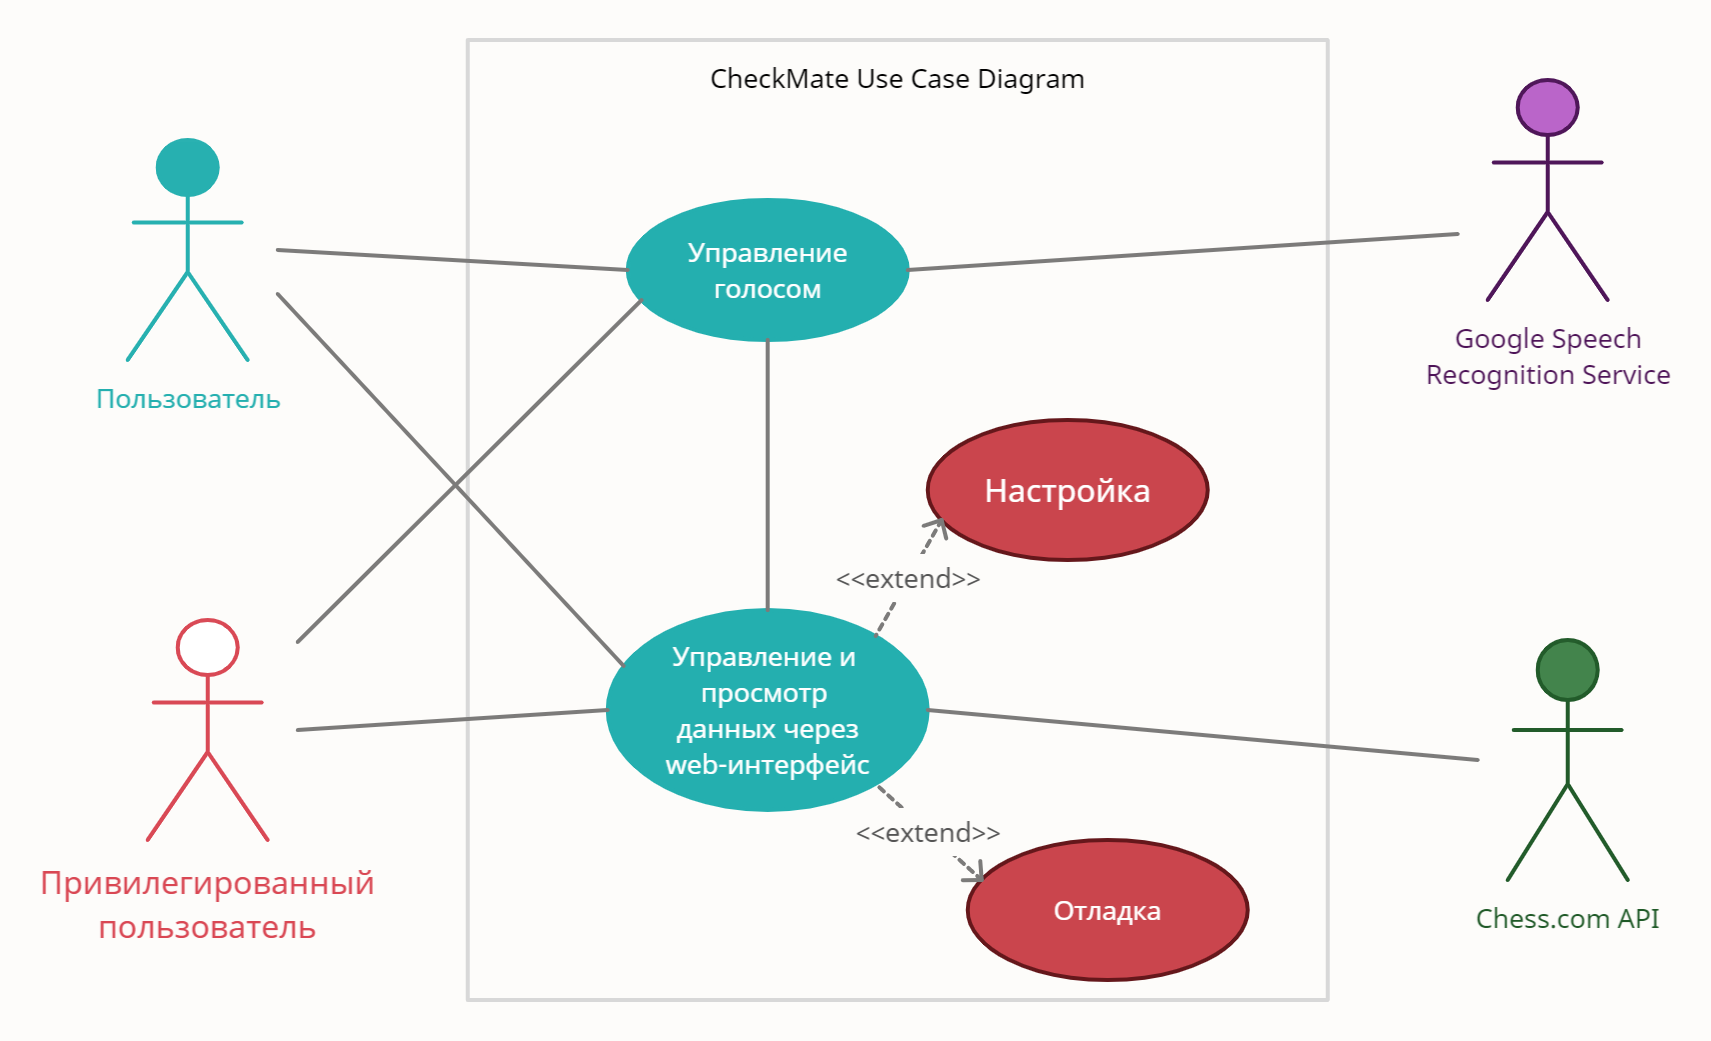 CheckMate Use Case Diagram
Пользователь
Управление
голосом
Google Speech
Recognition Service
Настройка
<<extend>>
Управление и
просмотр
данных через
web-интерфейс
<<extend>>
Привилегированный
пользователь
Отладка
Chess.com API